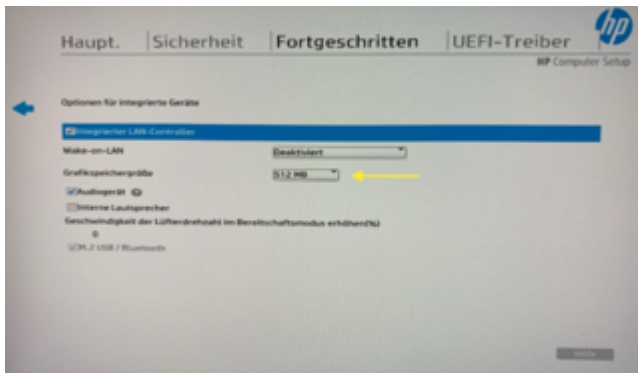 Haupt. Sicherheit Fortgeschritten UEFI-Treiber hp
HP Computer Setup
Optionen für integrierte Geräte
Integrierter LAN-Controller
Wake-on-LAN Deaktiviert
Grafikspeichergröße 512 MB
Audiogerät
Interne Lautsprecher
Geschwindigkeit der Lüfterdrehzahl im Bereitschaftsmodus erhöhen(%)
0
M.2 USB / Bluetooth
Hilfe